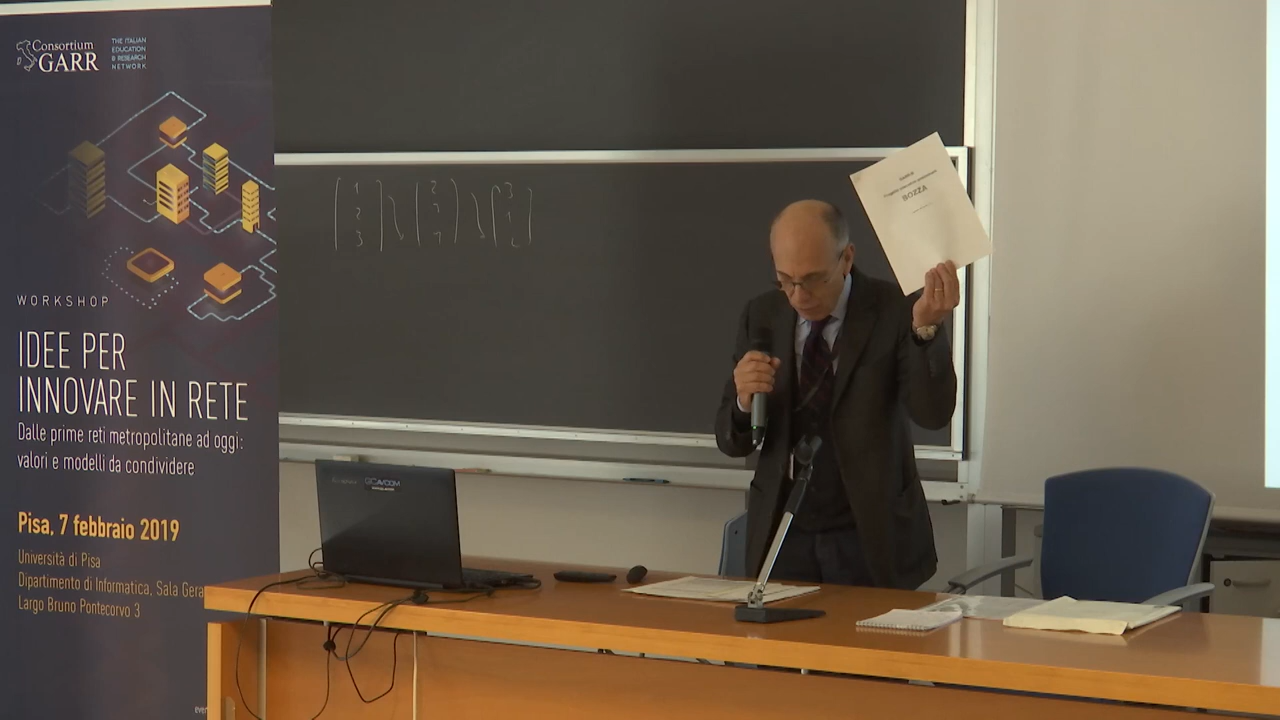 Consortium
GARR
THE ITALIAN
EDUCATION
& RESEARCH
NETWORK
WORKSHOP
IDEE PER
INNOVARE IN RETE
Dalle prime reti metropolitane ad oggi:
valori e modelli da condividere
Pisa, 7 febbraio 2019
Università di Pisa
Dipartimento di Informatica, Sala Gera
Largo Bruno Pontecorvo 3
BOZZA